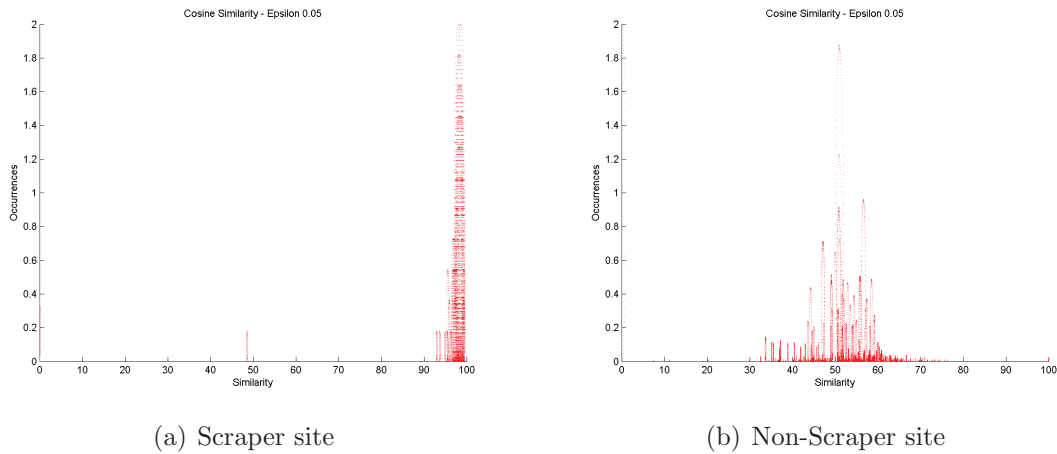 Cosine Similarity - Epsilon 0.05
2
1.8
1.6
1.4
1.2
1
0.8
0.6
0.4
0.2
0
Occurrences
0 10 20 30 40 50 60 70 80 90 100
Similarity
(a) Scraper site
Cosine Similarity - Epsilon 0.05
2
1.8
1.6
1.4
1.2
1
0.8
0.6
0.4
0.2
0
Occurrences
0 10 20 30 40 50 60 70 80 90 100
Similarity
(b) Non-Scraper site